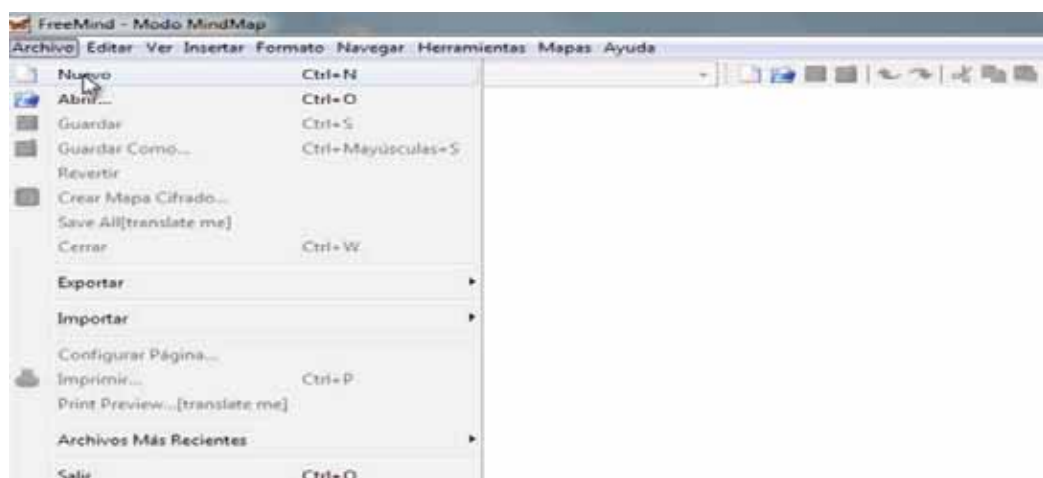 FreeMind - Modo MindMap
Archivo Editar Ver Insertar Formato Navegar Herramientas Mapas Ayuda
Nuevo Ctrl+N
Abrir... Ctrl+O
Guardar Ctrl+S
Guardar Como... Ctrl+Mayúsculas+S
Revertir
Crear Mapa Cifrado...
Save All[translate me]
Cerrar Ctrl+W
Exportar
Importar
Configurar Página...
Imprimir... Ctrl+P
Print Preview...[translate me]
Archivos Más Recientes
Salir Ctrl+Q